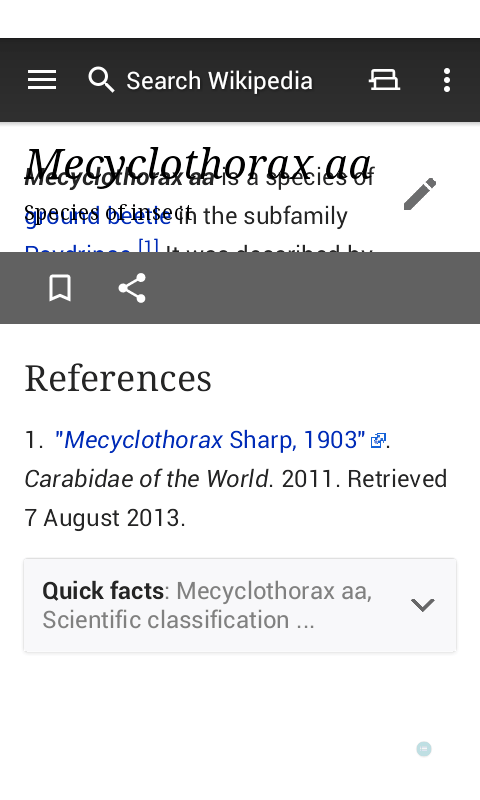 Search Wikipedia
Mecyclothorax aa
Mecyclothorax aa is a species of
Species of insect
ground beetle in the subfamily
Psydrinae.[1] It was described by
References
1. "Mecyclothorax Sharp, 1903" .
Carabidae of the World. 2011. Retrieved
7 August 2013.
Quick facts: Mecyclothorax aa,
Scientific classification ...